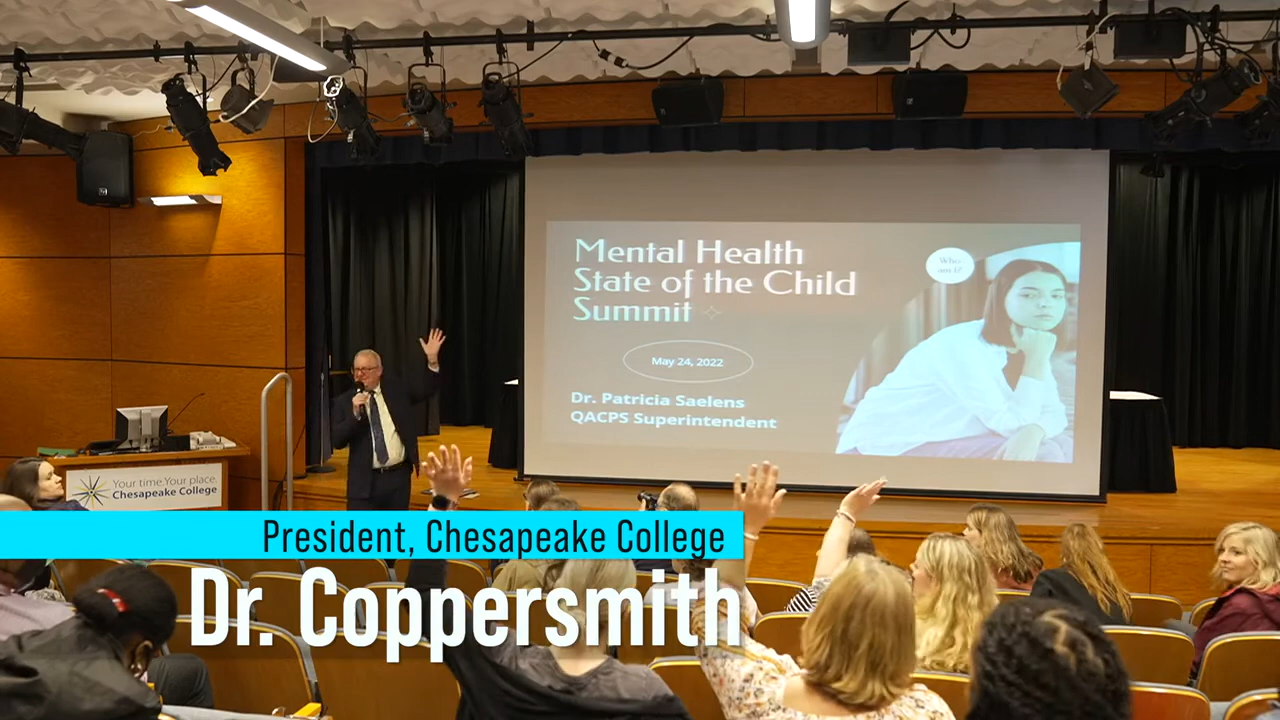 Mental Health
State of the Child
Summit
Who
am I?
May 24, 2022
Dr. Patricia Saelens
QACPS Superintendent
Your time. Your place.
Chesapeake College
President, Chesapeake College
Dr. Coppersmith